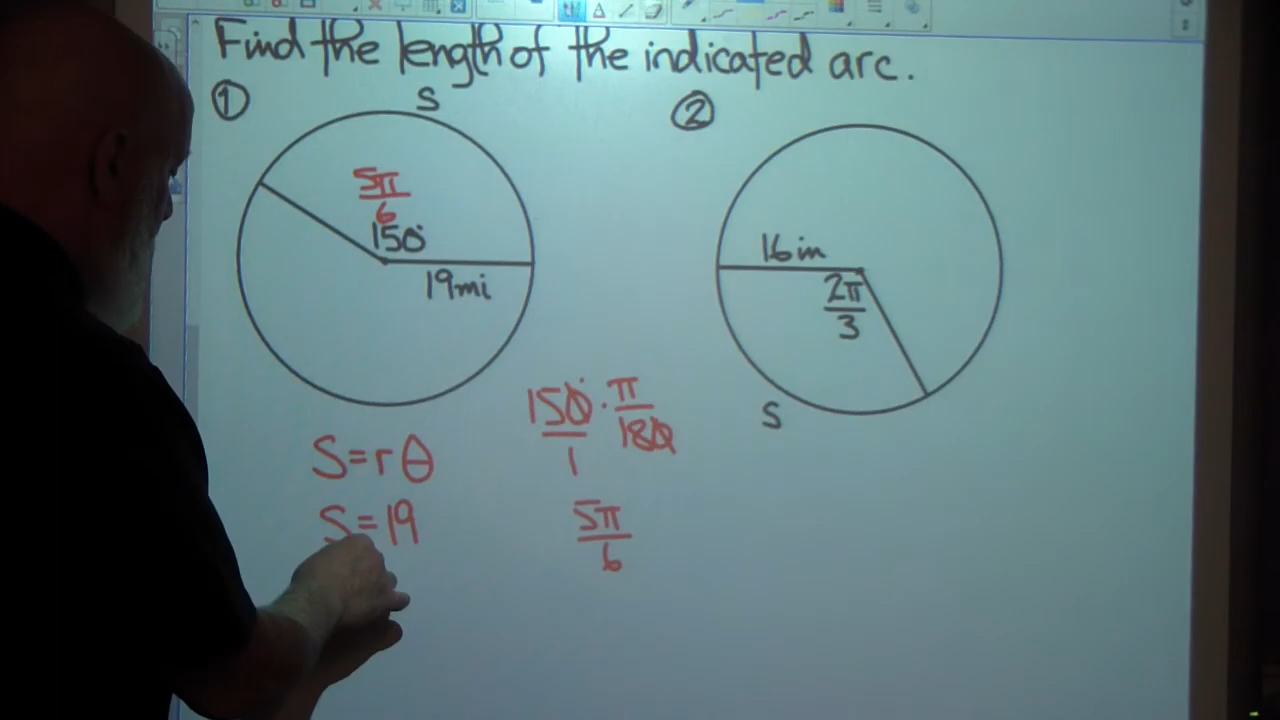 Find the length of the indicated arc.
①
S
5π/6
150°
19mi
S=rθ
S=19
150°/1 · π/180
5π/6
②
16in
2π/3
S